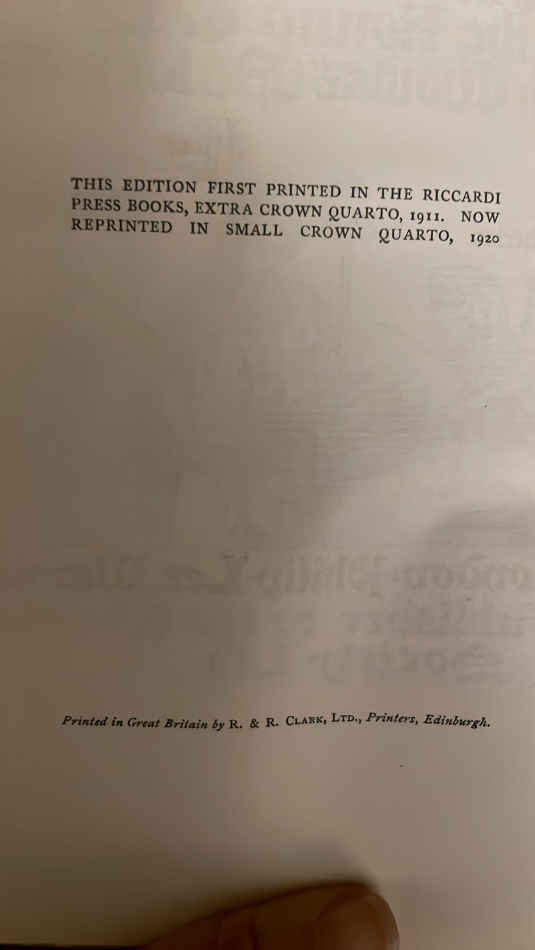 THIS EDITION FIRST PRINTED IN THE RICCARDI
PRESS BOOKS, EXTRA CROWN QUARTO, 1911. NOW
REPRINTED IN SMALL CROWN QUARTO, 1920
Printed in Great Britain by R. & R. CLARK, LTD., Printers, Edinburgh.